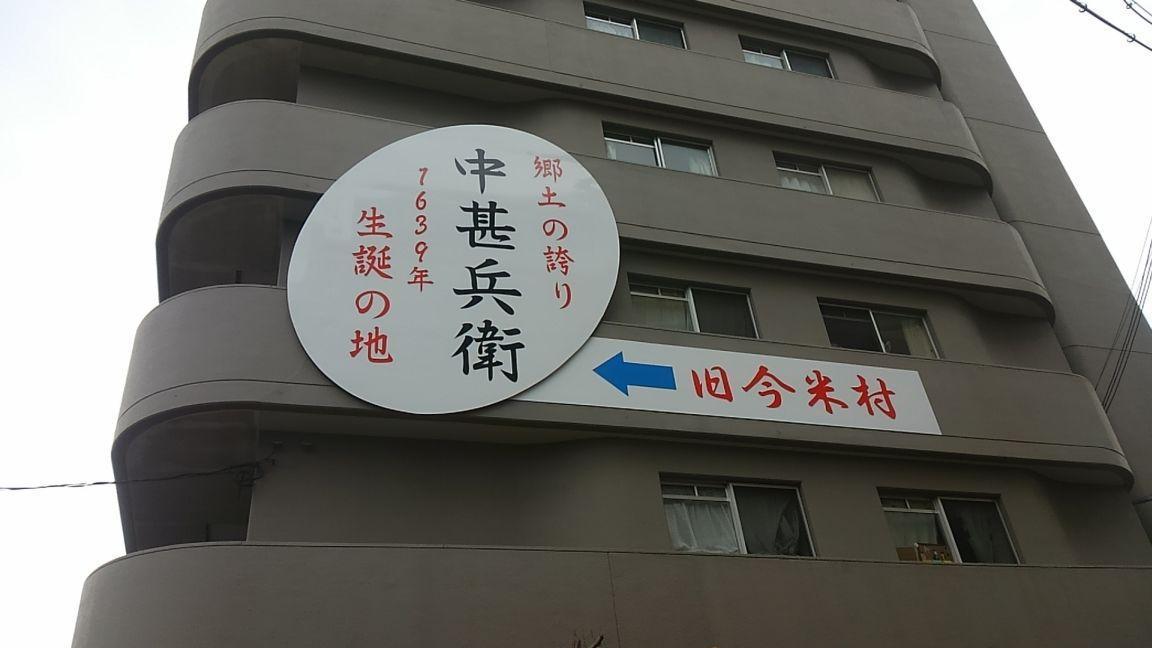 郷土の誇り
中甚兵衛
1639年
生誕の地
旧今米村